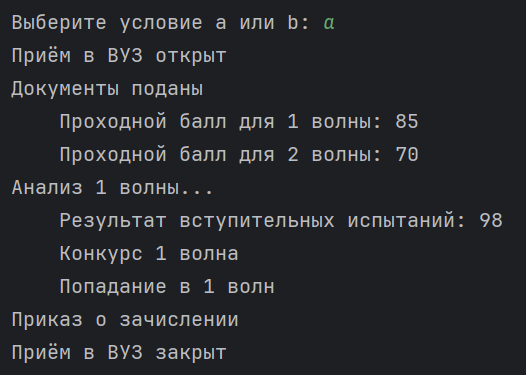 Выберите условие a или b: a
Приём в ВУЗ открыт
Документы поданы
Проходной балл для 1 волны: 85
Проходной балл для 2 волны: 70
Анализ 1 волны...
Результат вступительных испытаний: 98
Конкурс 1 волна
Попадание в 1 волн
Приказ о зачислении
Приём в ВУЗ закрыт